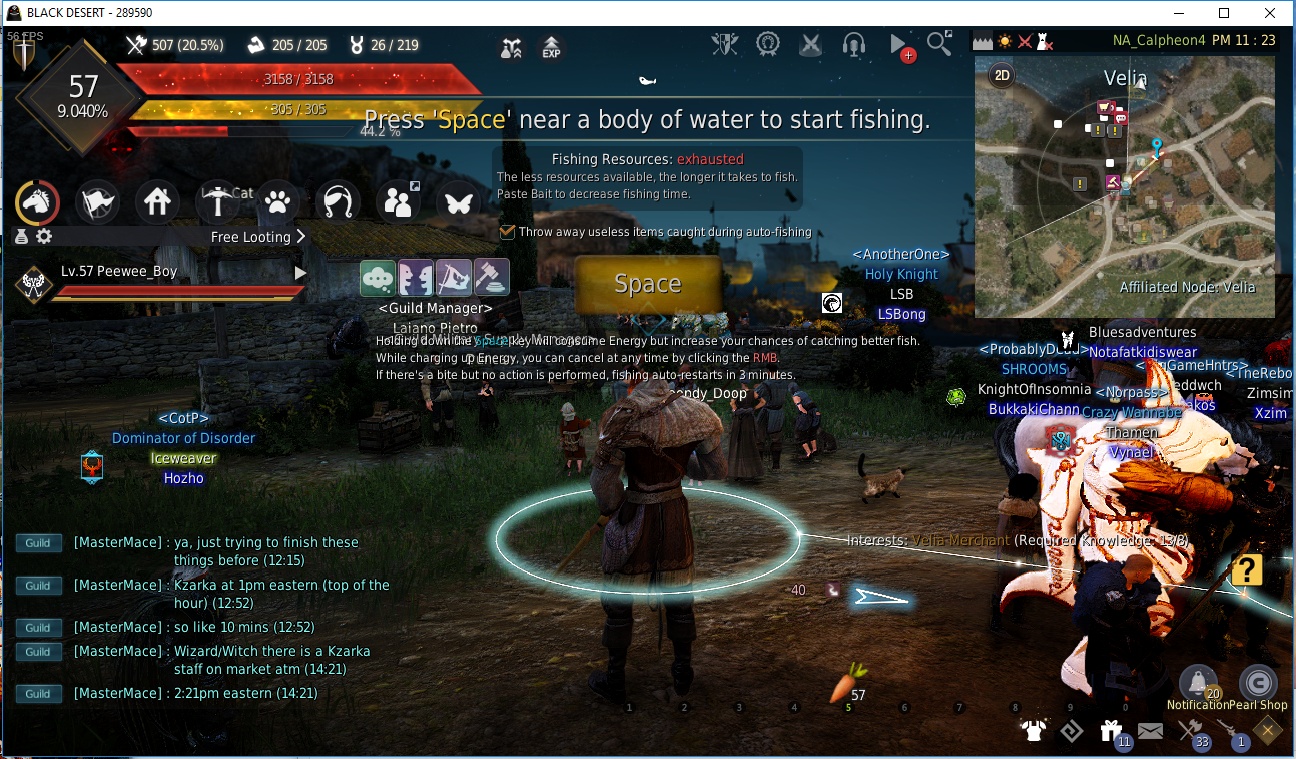 BLACK DESERT - 289590
56 FPS
507 (20.5%) 205 / 205 26 / 219
EXP
NA_Calpheon4 PM 11 : 23
57
9.040%
3158 / 3158
305 / 305
44.2 %
2D
Velia
Press 'Space' near a body of water to start fishing.
Fishing Resources: exhausted
The less resources available, the longer it takes to fish.
Paste Bait to decrease fishing time.
Throw away useless items caught during auto-fishing
Cat
Free Looting
Lv.57 Peewee_Boy
Space
<AnotherOne>
Holy Knight
LSB
LSBong
Affiliated Node: Velia
<Guild Manager>
Laiano Pietro
Holding down the Space key will consume Energy but increase your chances of catching better fish.
While charging up Energy, you can cancel at any time by clicking the RMB.
If there's a bite but no action is performed, fishing auto-restarts in 3 minutes.
Bluesadventures
Notafatkidiswear
<ProbablyDead>
SHROOMS
KnightOfInsomnia
BukkakiChann
<Norpass>
Crazy Wannabe
Thamen
Vynael
GameHntrs>
eddwch
akos
<TheRebo
Zimsim
Xzim
endy_Doop
<CotP>
Dominator of Disorder
Iceweaver
Hozho
Guild [MasterMace] : ya, just trying to finish these
things before (12:15)
Guild [MasterMace] : Kzarka at 1pm eastern (top of the
hour) (12:52)
Guild [MasterMace] : so like 10 mins (12:52)
Guild [MasterMace] : Wizard/Witch there is a Kzarka
staff on market atm (14:21)
Guild [MasterMace] : 2:21pm eastern (14:21)
Interests: Velia Merchant (Required Knowledge: 13/8)
?
40
57
1 2 3 4 5 6 7 8 9 0
20
Notification Pearl Shop
11 33 1